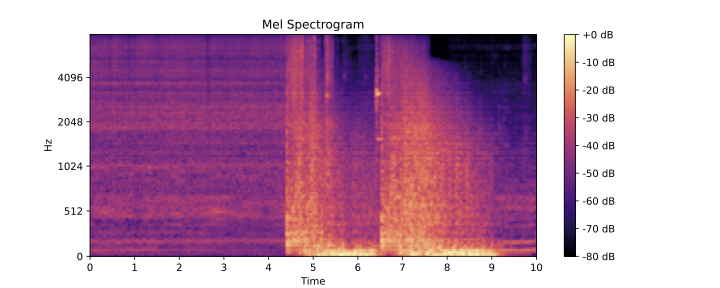 Mel Spectrogram
Hz
4096
2048
1024
512
0
0 1 2 3 4 5 6 7 8 9 10
Time
+0 dB
-10 dB
-20 dB
-30 dB
-40 dB
-50 dB
-60 dB
-70 dB
-80 dB